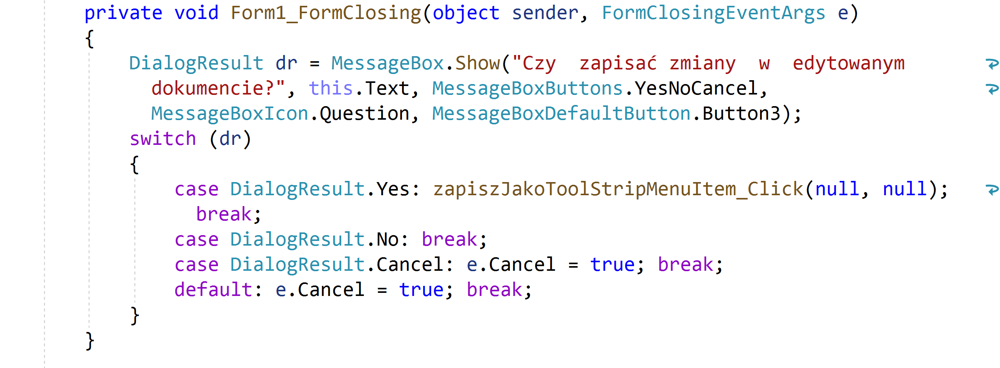 private void Form1_FormClosing(object sender, FormClosingEventArgs e)
{
DialogResult dr = MessageBox.Show("Czy  zapisać zmiany  w  edytowanym
dokumencie?", this.Text, MessageBoxButtons.YesNoCancel,
MessageBoxIcon.Question, MessageBoxDefaultButton.Button3);
switch (dr)
{
case DialogResult.Yes: zapiszJakoToolStripMenuItem_Click(null, null);
break;
case DialogResult.No: break;
case DialogResult.Cancel: e.Cancel = true; break;
default: e.Cancel = true; break;
}
}